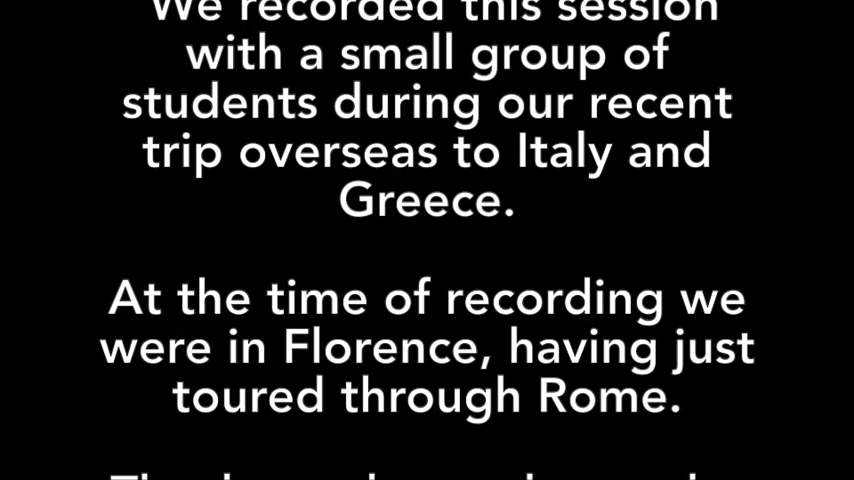 We recorded this session
with a small group of
students during our recent
trip overseas to Italy and
Greece.
At the time of recording we
were in Florence, having just
toured through Rome.